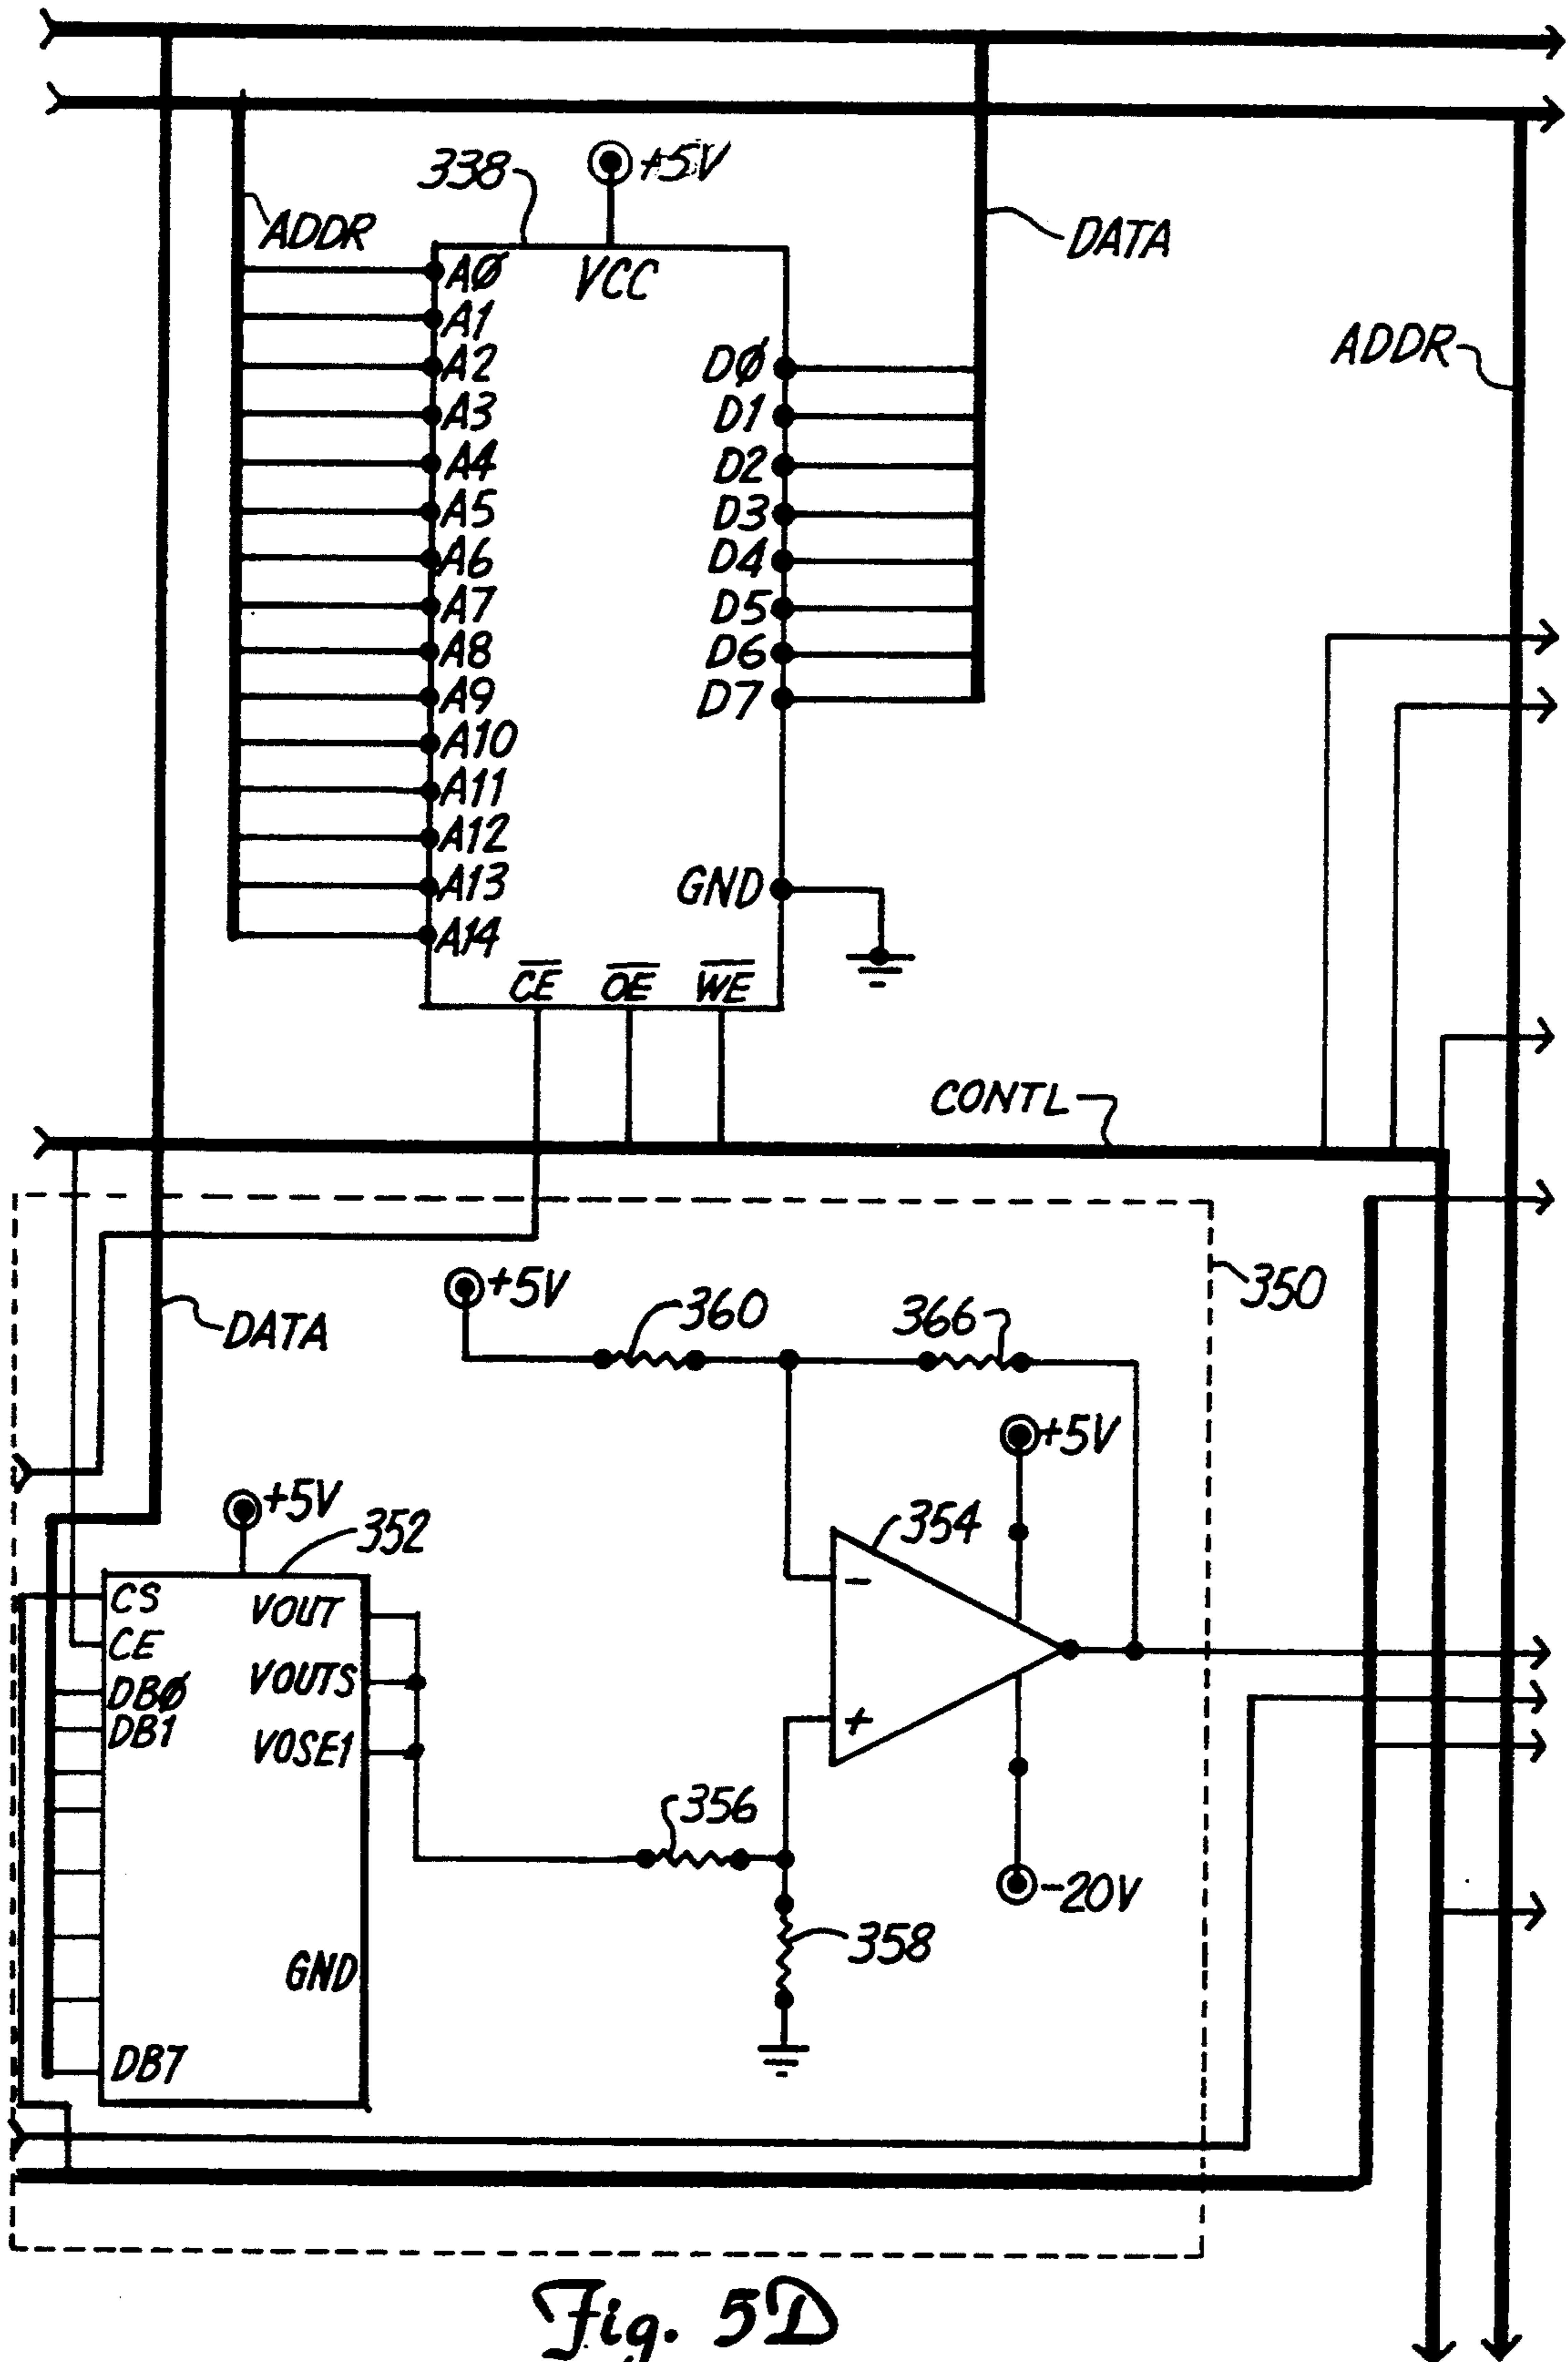 338
+5V
ADDR
DATA
VCC
AØ
A1
A2
A3
A4
A5
A6
A7
A8
A9
A10
A11
A12
A13
A14
DØ
D1
D2
D3
D4
D5
D6
D7
GND
ADDR
CE
OE
WE
CONTL
350
DATA
+5V
360
366
+5V
354
-
+
-20V
+5V
352
CS
CE
DBØ
DB1
DB7
VOUT
VOUTS
VOSE1
GND
356
358
Fig. 5D